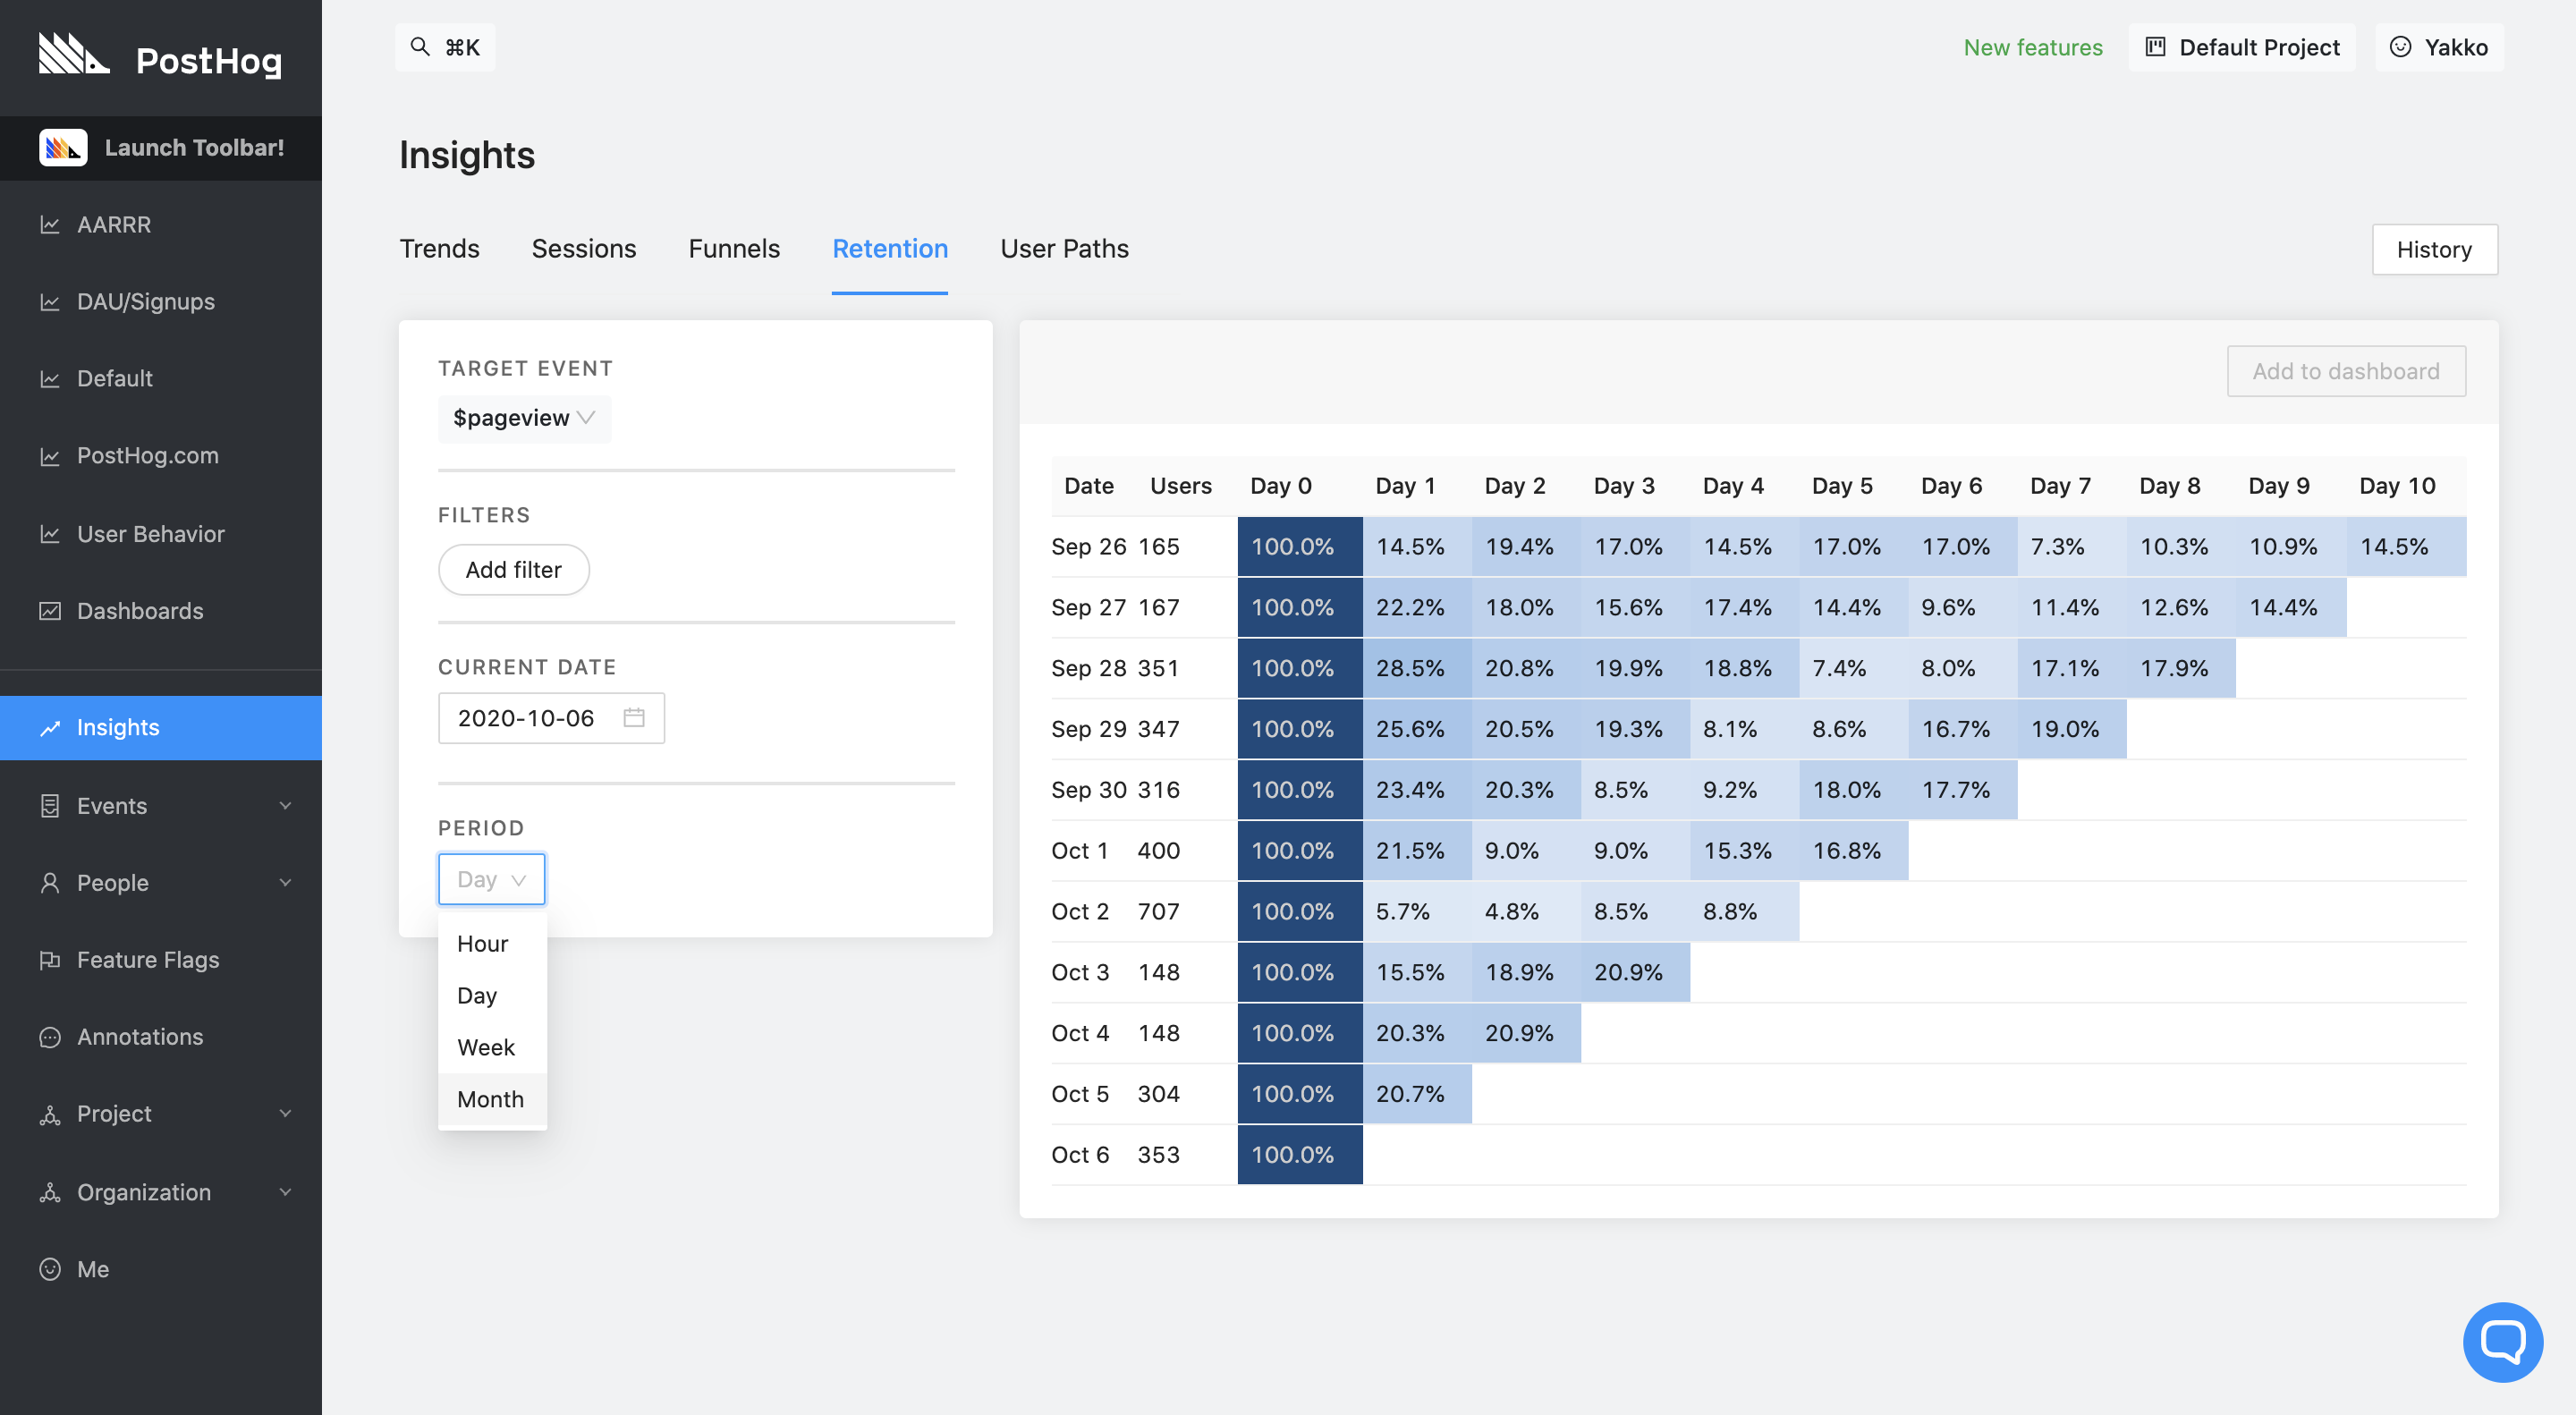 PostHog
Launch Toolbar!
AARRR
DAU/Signups
Default
PostHog.com
User Behavior
Dashboards
Insights
Events
People
Feature Flags
Annotations
Project
Organization
Me
⌘K
New features
Default Project
Yakko
Insights
Trends Sessions Funnels Retention User Paths
History
TARGET EVENT
$pageview
FILTERS
Add filter
CURRENT DATE
2020-10-06
PERIOD
Day
Hour
Day
Week
Month
Add to dashboard
Date Users Day 0 Day 1 Day 2 Day 3 Day 4 Day 5 Day 6 Day 7 Day 8 Day 9 Day 10
Sep 26 165 100.0% 14.5% 19.4% 17.0% 14.5% 17.0% 17.0% 7.3% 10.3% 10.9% 14.5%
Sep 27 167 100.0% 22.2% 18.0% 15.6% 17.4% 14.4% 9.6% 11.4% 12.6% 14.4%
Sep 28 351 100.0% 28.5% 20.8% 19.9% 18.8% 7.4% 8.0% 17.1% 17.9%
Sep 29 347 100.0% 25.6% 20.5% 19.3% 8.1% 8.6% 16.7% 19.0%
Sep 30 316 100.0% 23.4% 20.3% 8.5% 9.2% 18.0% 17.7%
Oct 1 400 100.0% 21.5% 9.0% 9.0% 15.3% 16.8%
Oct 2 707 100.0% 5.7% 4.8% 8.5% 8.8%
Oct 3 148 100.0% 15.5% 18.9% 20.9%
Oct 4 148 100.0% 20.3% 20.9%
Oct 5 304 100.0% 20.7%
Oct 6 353 100.0%